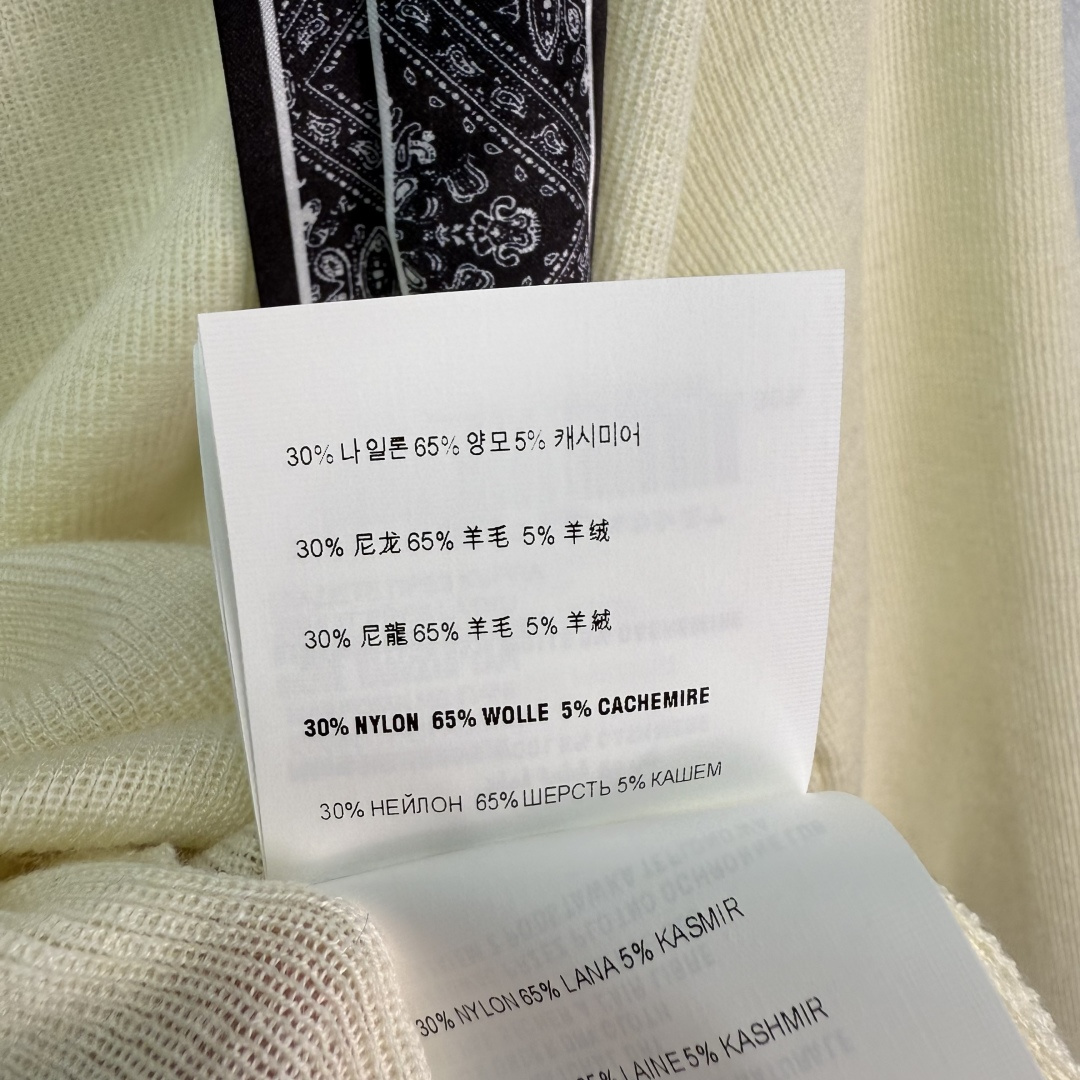 30% 나일론 65% 양모 5% 캐시미어
30% 尼龙 65% 羊毛 5% 羊绒
30% 尼龍 65% 羊毛 5% 羊絨
30% NYLON 65% WOLLE 5% CACHEMIRE
30% НЕЙЛОН 65% ШЕРСТЬ 5% КАШЕМ
30% NYLON 65% LANA 5% KASMIR
LAINE 5% KASHMIR